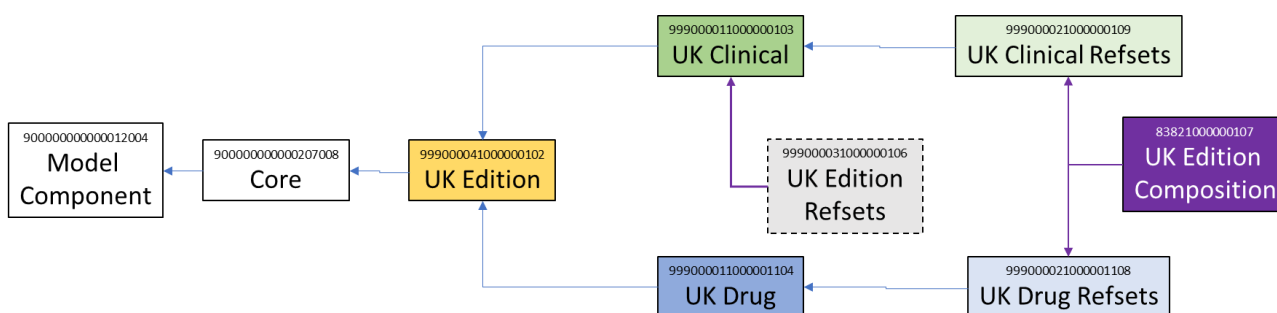 999000011000000103
UK Clinical
999000021000000109
UK Clinical Refsets
900000000000012004
Model
Component
900000000000207008
Core
999000041000000102
UK Edition
999000031000000106
UK Edition
Refsets
83821000000107
UK Edition
Composition
999000011000001104
UK Drug
999000021000001108
UK Drug Refsets